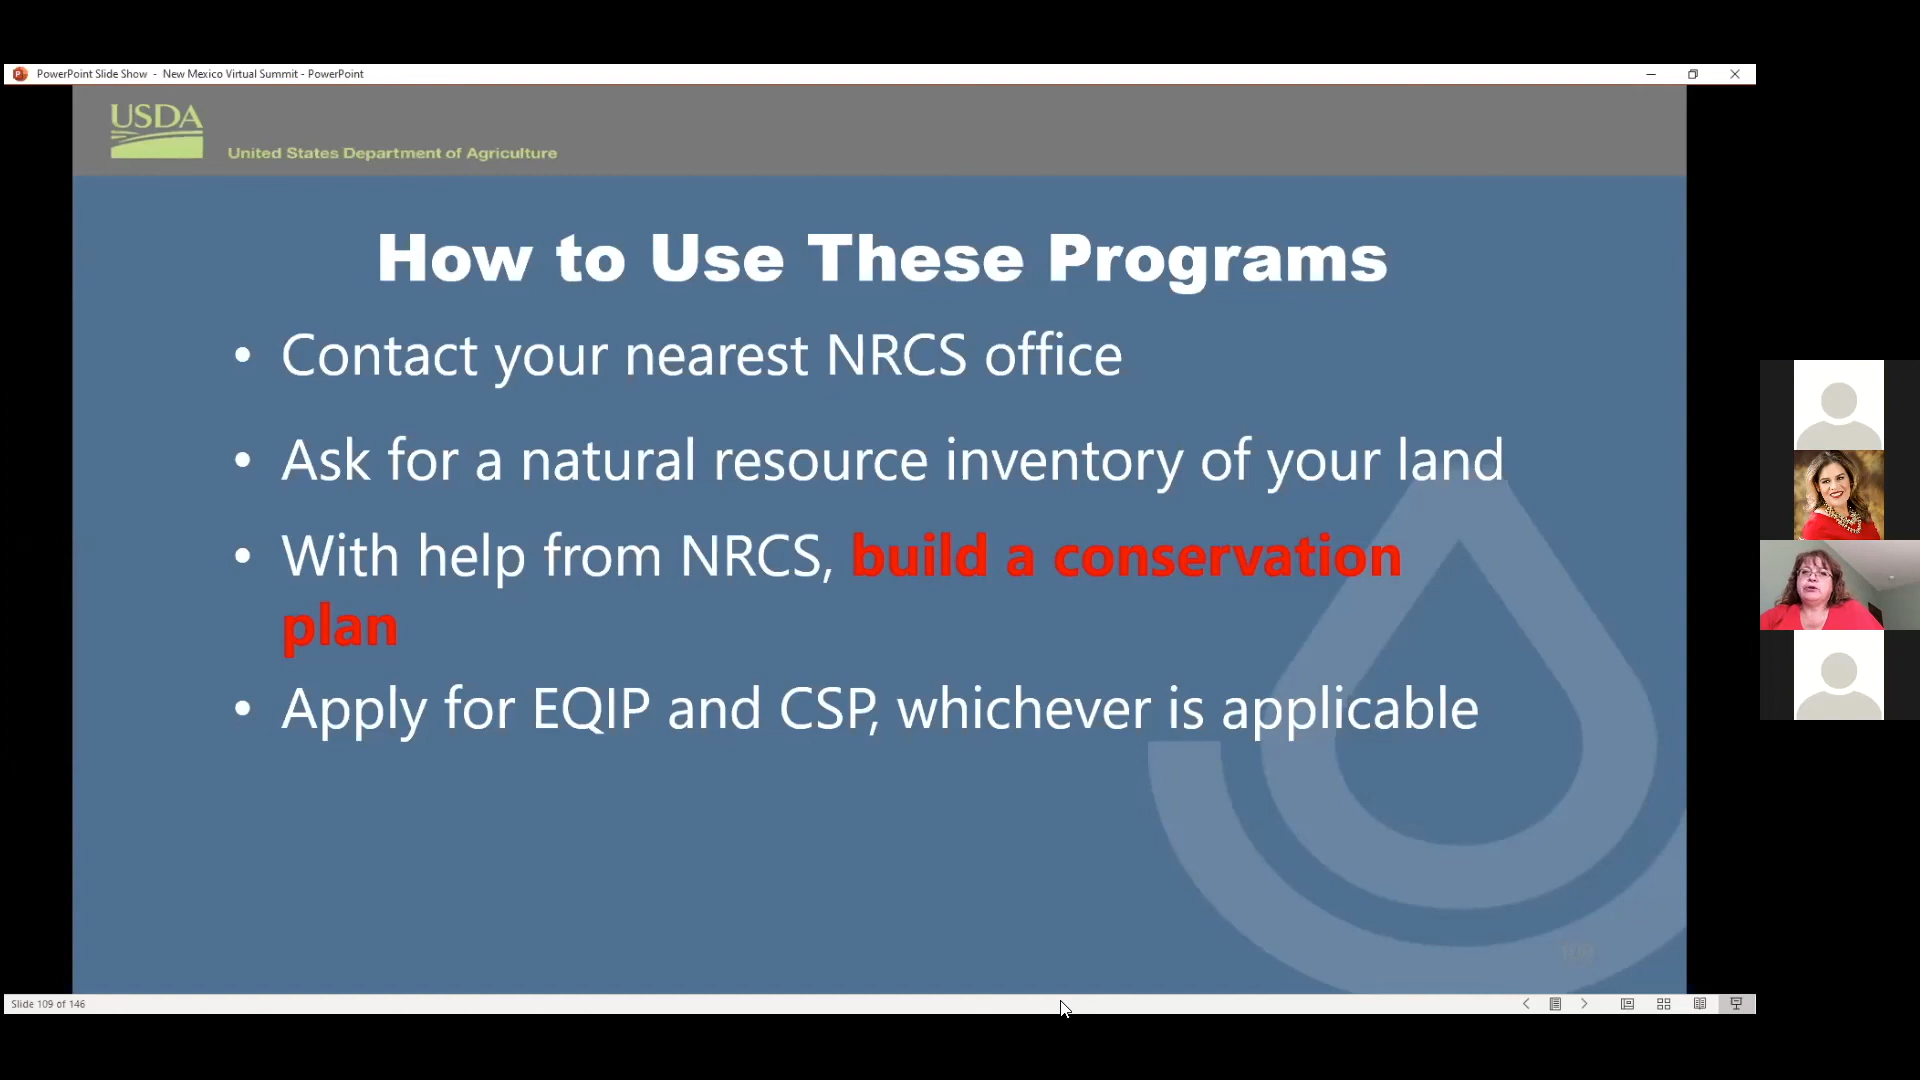 PowerPoint Slide Show - New Mexico Virtual Summit - PowerPoint
USDA
United States Department of Agriculture
How to Use These Programs
• Contact your nearest NRCS office
• Ask for a natural resource inventory of your land
• With help from NRCS, build a conservation
plan
• Apply for EQIP and CSP, whichever is applicable
109
Slide 109 of 146